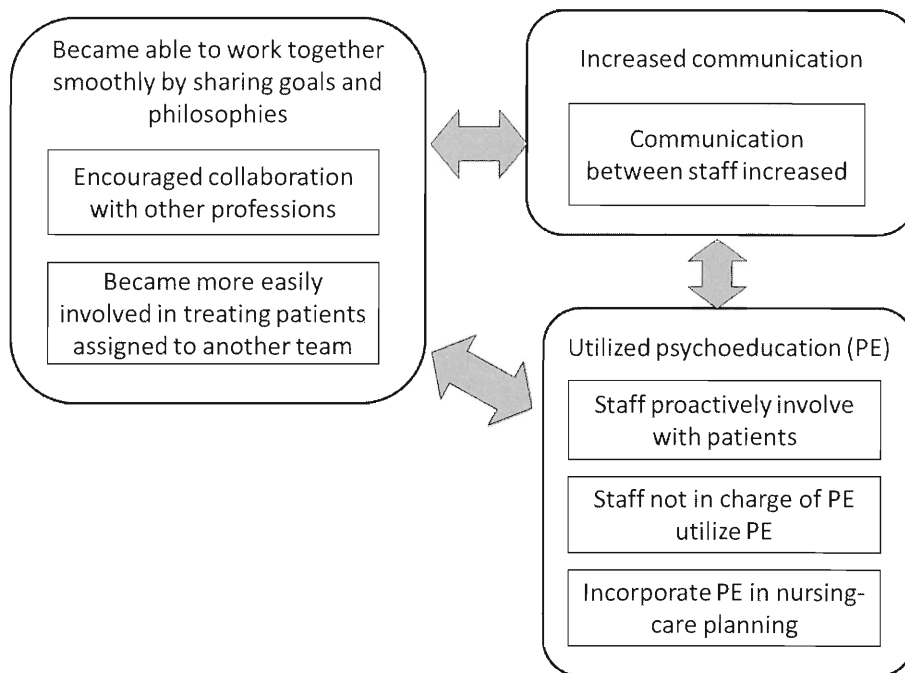 Became able to work together
smoothly by sharing goals and
philosophies
Encouraged collaboration
with other professions
Became more easily
involved in treating patients
assigned to another team
Increased communication
Communication
between staff increased
Utilized psychoeducation (PE)
Staff proactively involve
with patients
Staff not in charge of PE
utilize PE
Incorporate PE in nursing-
care planning